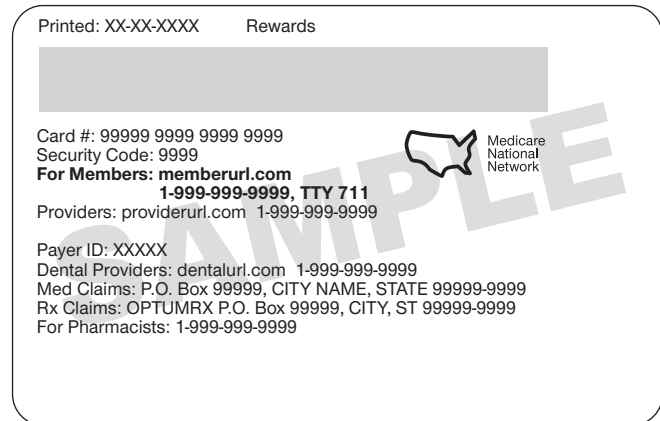 Printed: XX-XX-XXXX Rewards
Card #: 99999 9999 9999 9999
Security Code: 9999
For Members: memberurl.com
1-999-999-9999, TTY 711
Providers: providerurl.com 1-999-999-9999
Medicare
National
Network
Payer ID: XXXXX
Dental Providers: dentalurl.com 1-999-999-9999
Med Claims: P.O. Box 99999, CITY NAME, STATE 99999-9999
Rx Claims: OPTUMRX P.O. Box 99999, CITY, ST 99999-9999
For Pharmacists: 1-999-999-9999
SAMPLE